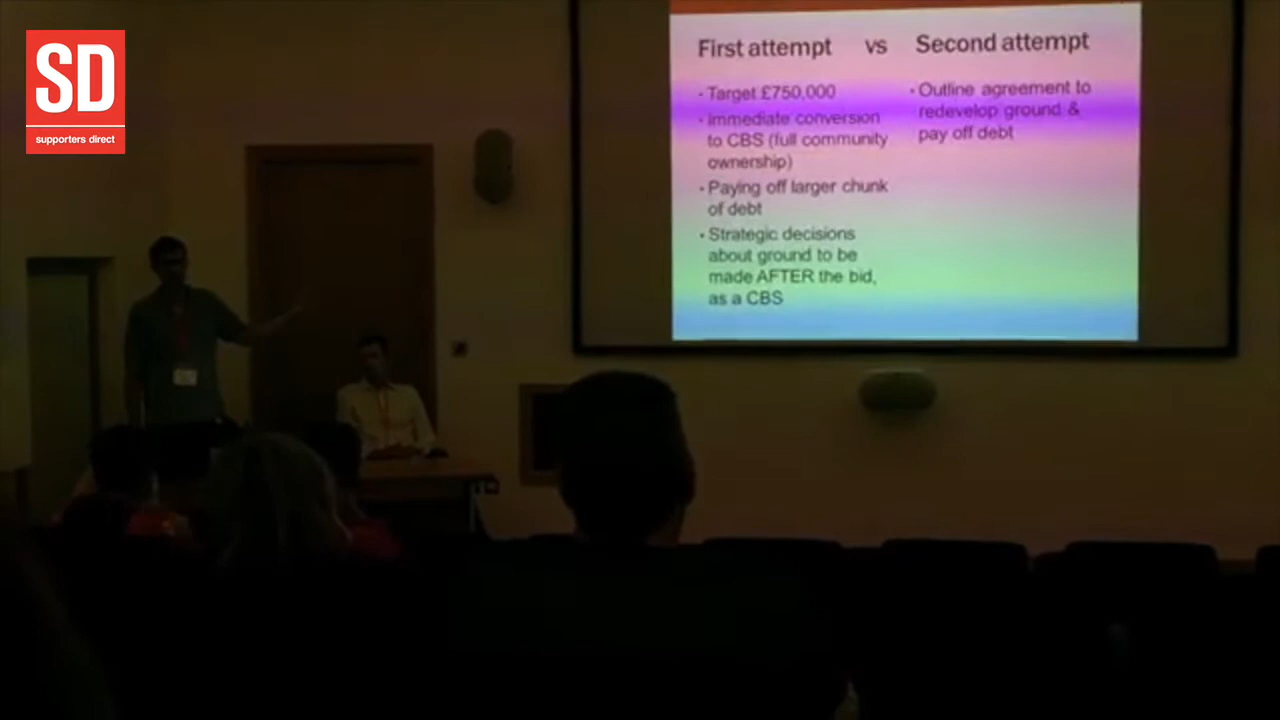 SD
supporters direct
First attempt vs Second attempt
- Target £750,000
- Immediate conversion
to CBS (full community
ownership)
- Paying off larger chunk
of debt
- Strategic decisions
about ground to be
made AFTER the bid,
as a CBS
- Outline agreement to
redevelop ground &
pay off debt